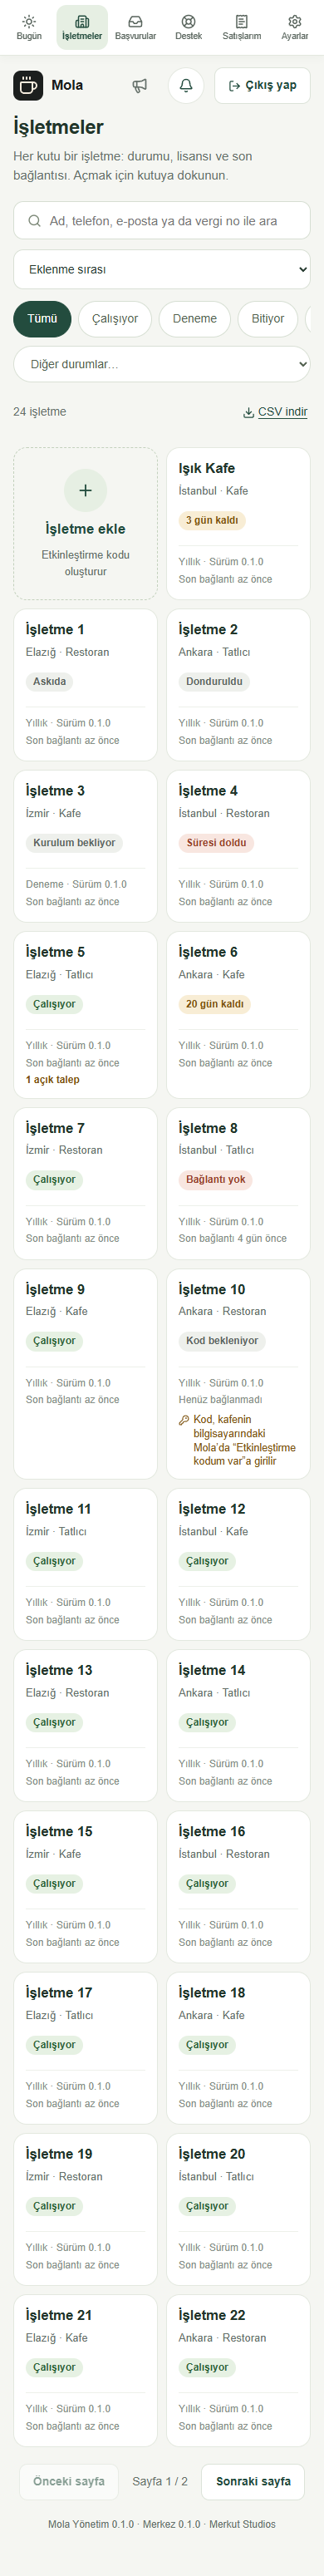 Bugün
İşletmeler
Başvurular
Destek
Satışlarım
Ayarlar
Mola
Çıkış yap
İşletmeler
Her kutu bir işletme: durumu, lisansı ve son
bağlantısı. Açmak için kutuya dokunun.
Ad, telefon, e-posta ya da vergi no ile ara
Eklenme sırası
Tümü
Çalışıyor
Deneme
Bitiyor
Diğer durumlar...
24 işletme
CSV indir
İşletme ekle
Etkinleştirme kodu
oluşturur
Işık Kafe
İstanbul · Kafe
3 gün kaldı
Yıllık · Sürüm 0.1.0
Son bağlantı az önce
İşletme 1
Elazığ · Restoran
Askıda
Yıllık · Sürüm 0.1.0
Son bağlantı az önce
İşletme 2
Ankara · Tatlıcı
Donduruldu
Yıllık · Sürüm 0.1.0
Son bağlantı az önce
İşletme 3
İzmir · Kafe
Kurulum bekliyor
Deneme · Sürüm 0.1.0
Son bağlantı az önce
İşletme 4
İstanbul · Restoran
Süresi doldu
Yıllık · Sürüm 0.1.0
Son bağlantı az önce
İşletme 5
Elazığ · Tatlıcı
Çalışıyor
Yıllık · Sürüm 0.1.0
Son bağlantı az önce
1 açık talep
İşletme 6
Ankara · Kafe
20 gün kaldı
Yıllık · Sürüm 0.1.0
Son bağlantı az önce
İşletme 7
İzmir · Restoran
Çalışıyor
Yıllık · Sürüm 0.1.0
Son bağlantı az önce
İşletme 8
İstanbul · Tatlıcı
Bağlantı yok
Yıllık · Sürüm 0.1.0
Son bağlantı 4 gün önce
İşletme 9
Elazığ · Kafe
Çalışıyor
Yıllık · Sürüm 0.1.0
Son bağlantı az önce
İşletme 10
Ankara · Restoran
Kod bekleniyor
Yıllık · Sürüm 0.1.0
Henüz bağlanmadı
Kod, kafenin
bilgisayarındaki
Mola'da "Etkinleştirme
kodum var"a girilir
İşletme 11
İzmir · Tatlıcı
Çalışıyor
Yıllık · Sürüm 0.1.0
Son bağlantı az önce
İşletme 12
İstanbul · Kafe
Çalışıyor
Yıllık · Sürüm 0.1.0
Son bağlantı az önce
İşletme 13
Elazığ · Restoran
Çalışıyor
Yıllık · Sürüm 0.1.0
Son bağlantı az önce
İşletme 14
Ankara · Tatlıcı
Çalışıyor
Yıllık · Sürüm 0.1.0
Son bağlantı az önce
İşletme 15
İzmir · Kafe
Çalışıyor
Yıllık · Sürüm 0.1.0
Son bağlantı az önce
İşletme 16
İstanbul · Restoran
Çalışıyor
Yıllık · Sürüm 0.1.0
Son bağlantı az önce
İşletme 17
Elazığ · Tatlıcı
Çalışıyor
Yıllık · Sürüm 0.1.0
Son bağlantı az önce
İşletme 18
Ankara · Kafe
Çalışıyor
Yıllık · Sürüm 0.1.0
Son bağlantı az önce
İşletme 19
İzmir · Restoran
Çalışıyor
Yıllık · Sürüm 0.1.0
Son bağlantı az önce
İşletme 20
İstanbul · Tatlıcı
Çalışıyor
Yıllık · Sürüm 0.1.0
Son bağlantı az önce
İşletme 21
Elazığ · Kafe
Çalışıyor
Yıllık · Sürüm 0.1.0
Son bağlantı az önce
İşletme 22
Ankara · Restoran
Çalışıyor
Yıllık · Sürüm 0.1.0
Son bağlantı az önce
Önceki sayfa
Sayfa 1 / 2
Sonraki sayfa
Mola Yönetim 0.1.0 · Merkez 0.1.0 · Merkut Studios